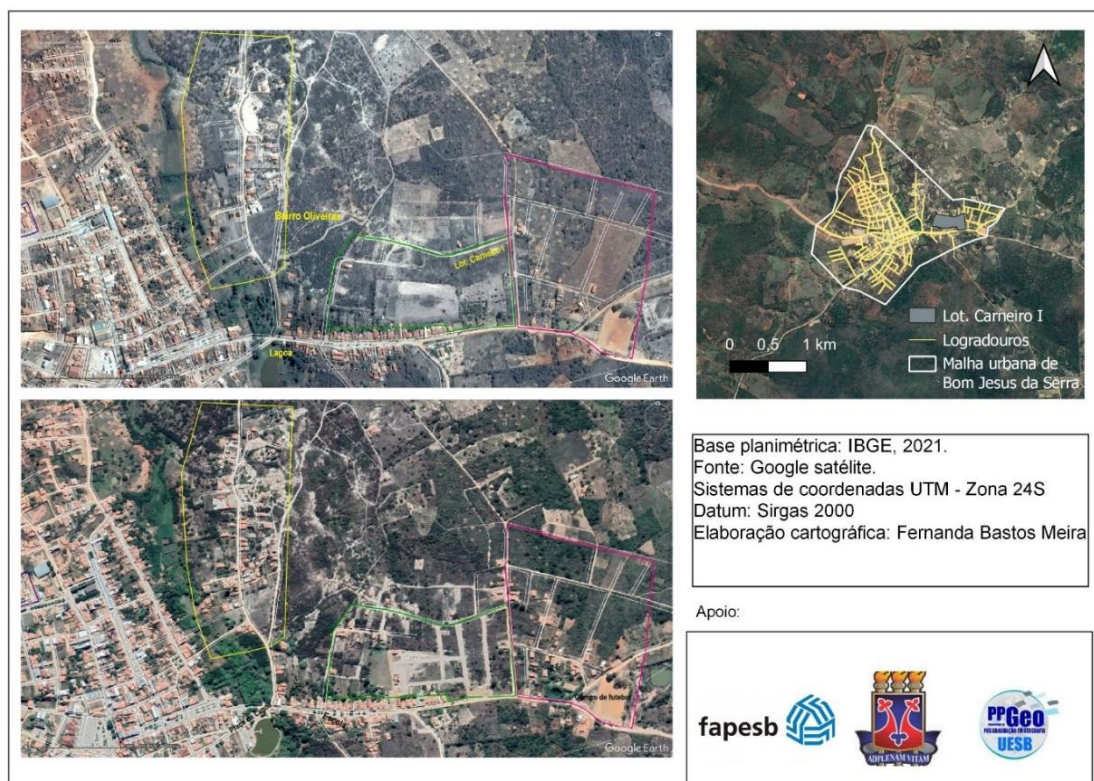 Bairro Oliveira
Lot. Carneiro I
Lagoa
Google Earth
Campo de futebol
Google Earth
0 0,5 1 km
Lot. Carneiro I
Logradouros
Malha urbana de
Bom Jesus da Serra
Base planimétrica: IBGE, 2021.
Fonte: Google satélite.
Sistemas de coordenadas UTM - Zona 24S
Datum: Sirgas 2000
Elaboração cartográfica: Fernanda Bastos Meira
Apoio:
fapesb
AD PLENAM VITAM
PPGeo
UESB